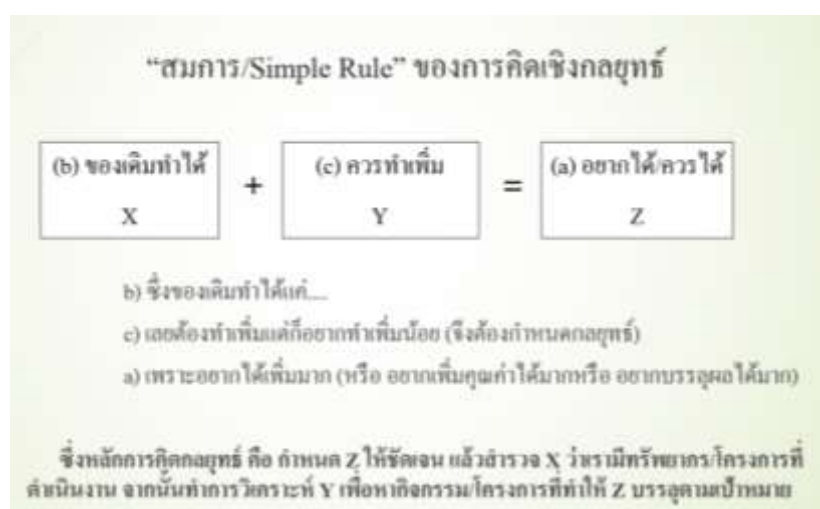 “สมการ/Simple Rule” ของการคิดเชิงกลยุทธ์
(b) ของเดิมทำได้
X
+
(c) ควรทำเพิ่ม
Y
=
(a) อยากได้/ควรได้
Z
b) ซึ่งของเดิมทำได้แค่....
c) เลยต้องทำเพิ่มแต่ก็อยากทำเพิ่มน้อย (จึงต้องกำหนดกลยุทธ์)
a) เพราะอยากได้เพิ่มมาก (หรือ อยากเพิ่มคุณค่าได้มากหรือ อยากบรรลุผลได้มาก)
ซึ่งหลักการคิดกลยุทธ์ คือ กำหนด Z ให้ชัดเจน แล้วสำรวจ X ว่าเรามีทรัพยากร/โครงการที่
ดำเนินงาน จากนั้นทำการวิเคราะห์ Y เพื่อหากิจกรรม/โครงการที่ทำให้ Z บรรลุตามเป้าหมาย